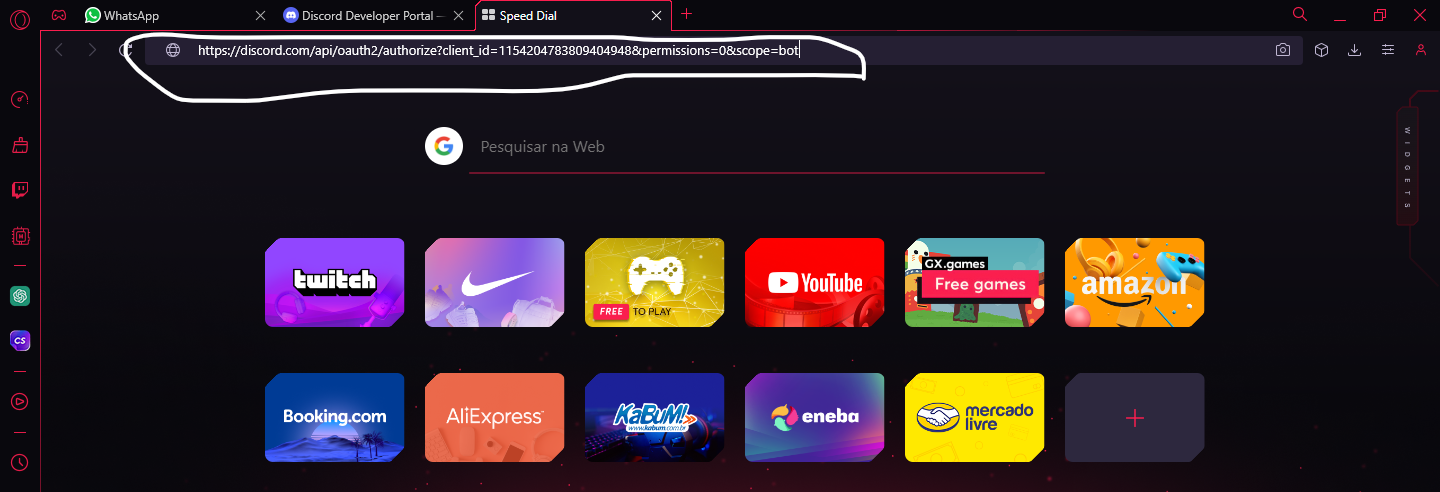 WhatsApp
Discord Developer Portal —
Speed Dial
https://discord.com/api/oauth2/authorize?client_id=1154204783809404948&permissions=0&scope=bot
Pesquisar na Web
WIDGETS
twitch
FREE TO PLAY
YouTube
GX.games
Free games
amazon
CS
Booking.com
AliExpress
KaBuM!
www.kabum.com.br
eneba
mercado
livre